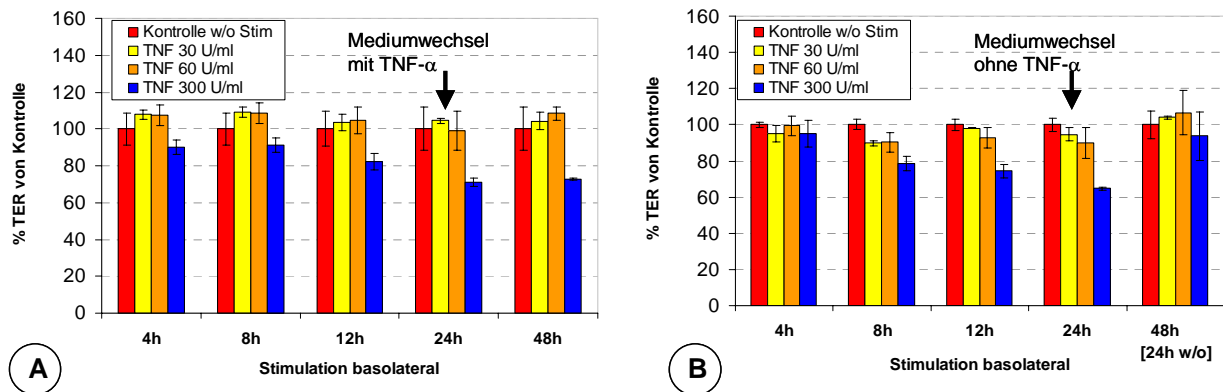 160
140
120
100
80
60
40
20
0
% TER von Kontrolle
Kontrolle w/o Stim
TNF 30 U/ml
TNF 60 U/ml
TNF 300 U/ml
Mediumwechsel
mit TNF-α
4h 8h 12h 24h 48h
Stimulation basolateral
A
160
140
120
100
80
60
40
20
0
% TER von Kontrolle
Kontrolle w/o Stim
TNF 30 U/ml
TNF 60 U/ml
TNF 300 U/ml
Mediumwechsel
ohne TNF-α
4h 8h 12h 24h 48h
[24h w/o]
Stimulation basolateral
B